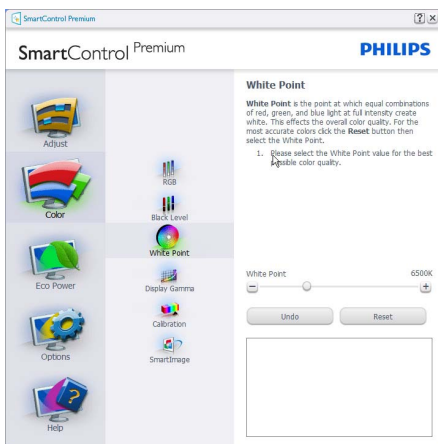 SmartControl Premium
SmartControl Premium
PHILIPS
Adjust
Color
Eco Power
Options
Help
RGB
Black Level
White Point
Display Gamma
Calibration
SmartImage
White Point
White Point is the point at which equal combinations
of red, green, and blue light at full intensity create
white. This effects the overall color quality. For the
most accurate colors click the Reset button then
select the White Point.
1. Please select the White Point value for the best
possible color quality.
White Point 6500K
Undo Reset